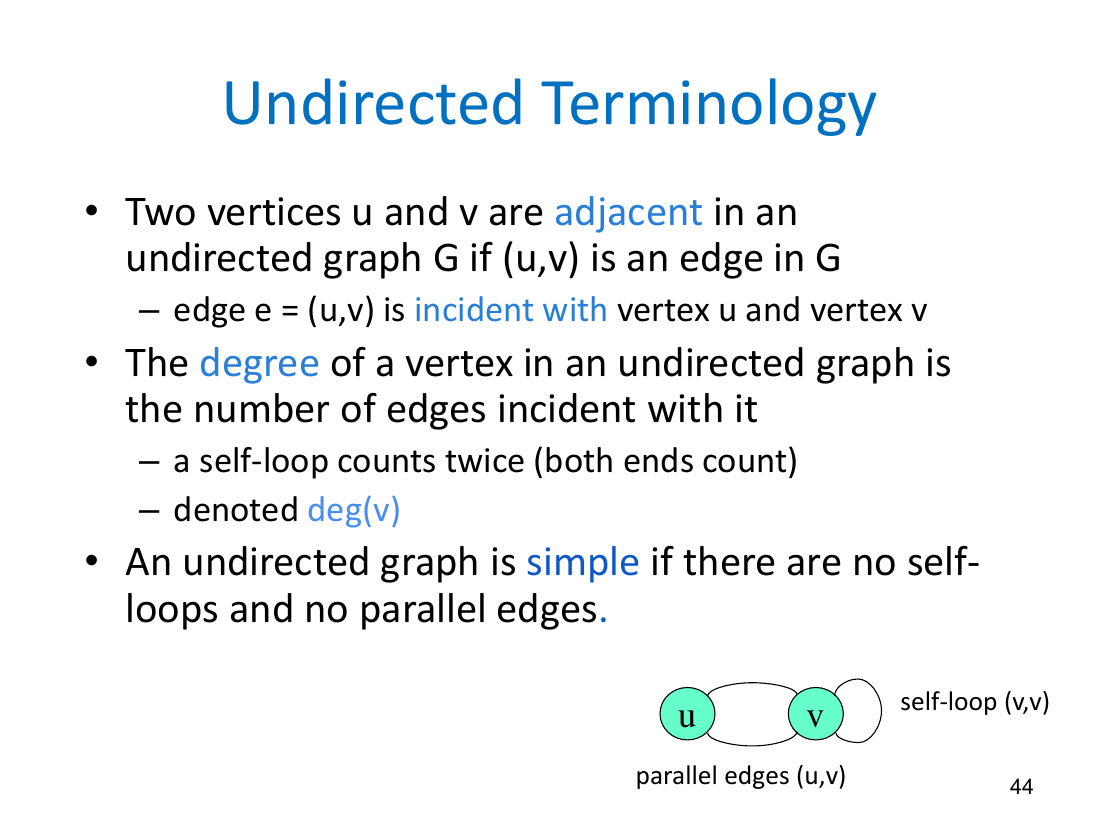 Undirected Terminology
• Two vertices u and v are adjacent in an
undirected graph G if (u,v) is an edge in G
– edge e = (u,v) is incident with vertex u and vertex v
• The degree of a vertex in an undirected graph is
the number of edges incident with it
– a self-loop counts twice (both ends count)
– denoted deg(v)
• An undirected graph is simple if there are no self-
loops and no parallel edges.
u
v
self-loop (v,v)
parallel edges (u,v)
44